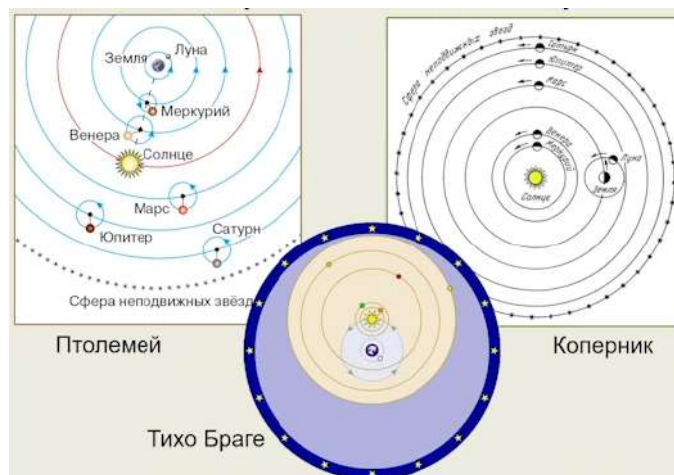 Земля
Луна
Меркурий
Венера
Солнце
Марс
Юпитер
Сатурн
Сфера неподвижных звёзд
Птолемей
Сфера неподвижных звезд
Сатурн
Юпитер
Марс
Венера
Меркурий
Луна
Земля
Солнце
Коперник
Тихо Браге